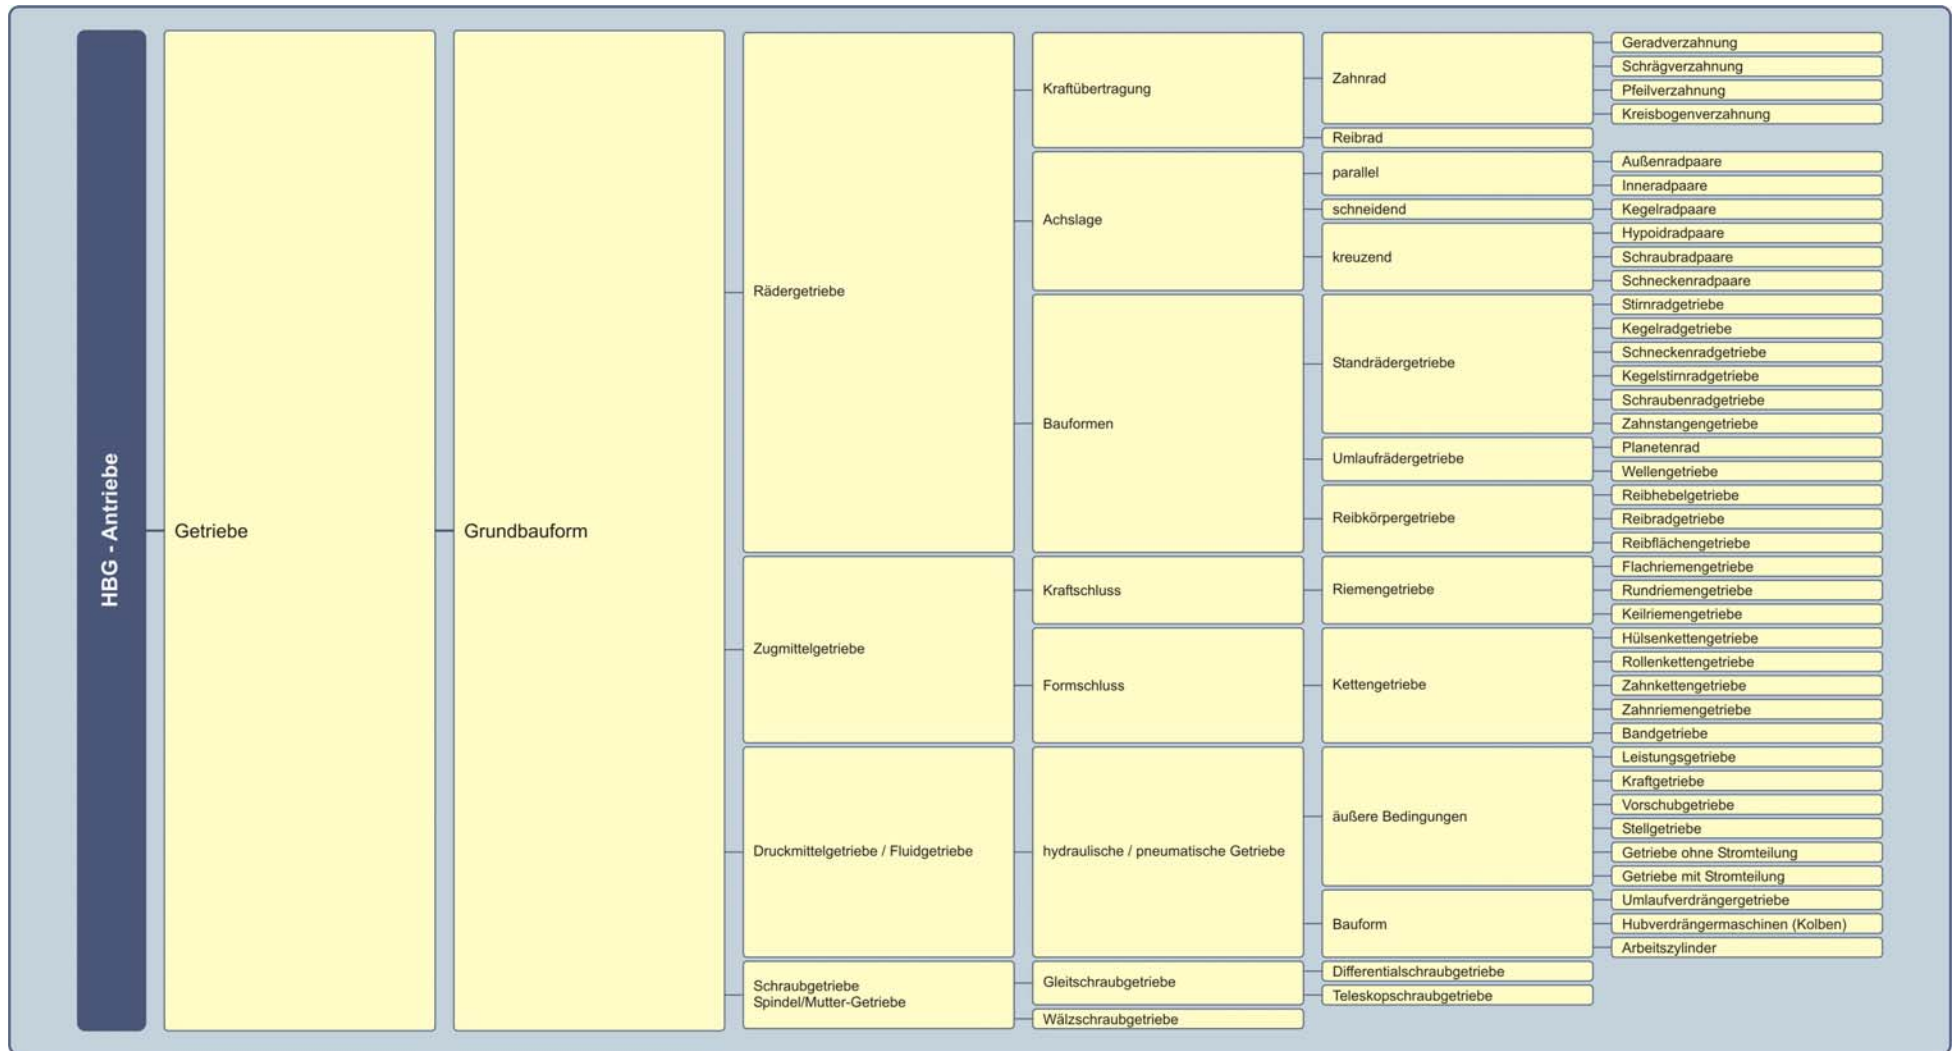 HBG - Antriebe
Getriebe
Grundbauform
Rädergetriebe
Kraftübertragung
Zahnrad
Geradverzahnung
Schrägverzahnung
Pfeilverzahnung
Kreisbogenverzahnung
Reibrad
Achslage
parallel
Außenradpaare
Inneradpaare
schneidend
Kegelradpaare
kreuzend
Hypoidradpaare
Schraubradpaare
Schneckenradpaare
Bauformen
Standrädergetriebe
Stirnradgetriebe
Kegelradgetriebe
Schneckenradgetriebe
Kegelstirnradgetriebe
Schraubenradgetriebe
Zahnstangengetriebe
Umlaufrädergetriebe
Planetenrad
Wellengetriebe
Reibkörpergetriebe
Reibhebelgetriebe
Reibradgetriebe
Reibflächengetriebe
Zugmittelgetriebe
Kraftschluss
Riemengetriebe
Flachriemengetriebe
Rundriemengetriebe
Keilriemengetriebe
Formschluss
Kettengetriebe
Hülsenkettengetriebe
Rollenkettengetriebe
Zahnkettengetriebe
Zahnriemengetriebe
Bandgetriebe
Druckmittelgetriebe / Fluidgetriebe
hydraulische / pneumatische Getriebe
äußere Bedingungen
Leistungsgetriebe
Kraftgetriebe
Vorschubgetriebe
Stellgetriebe
Getriebe ohne Stromteilung
Getriebe mit Stromteilung
Bauform
Umlaufverdrängergetriebe
Hubverdrängermaschinen (Kolben)
Arbeitszylinder
Schraubgetriebe
Spindel/Mutter-Getriebe
Gleitschraubgetriebe
Differentialschraubgetriebe
Teleskopschraubgetriebe
Wälzschraubgetriebe